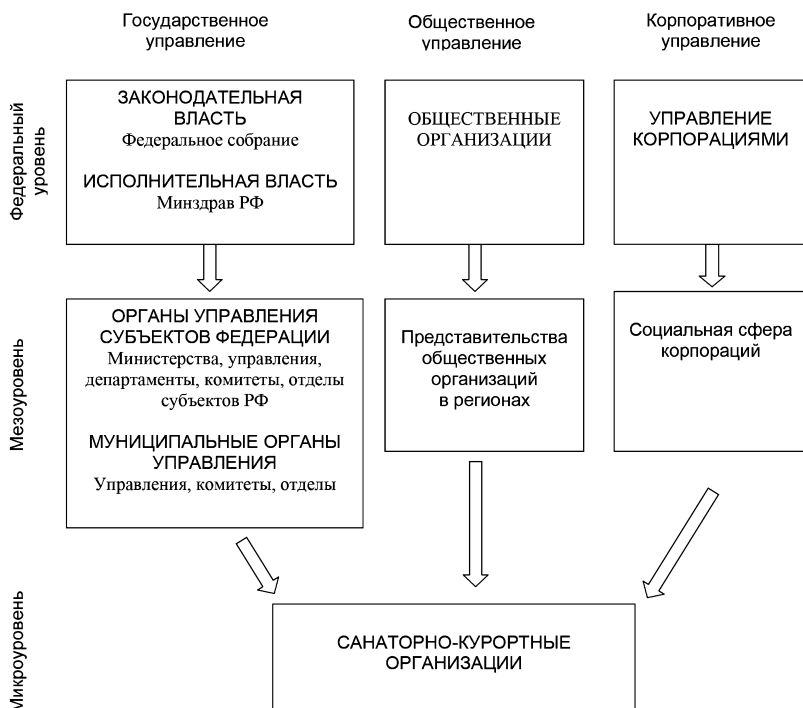 Государственное
управление
Общественное
управление
Корпоративное
управление
Федеральный
уровень
ЗАКОНОДАТЕЛЬНАЯ
ВЛАСТЬ
Федеральное собрание
ИСПОЛНИТЕЛЬНАЯ ВЛАСТЬ
Минздрав РФ
ОБЩЕСТВЕННЫЕ
ОРГАНИЗАЦИИ
УПРАВЛЕНИЕ
КОРПОРАЦИЯМИ
Мезоуровень
ОРГАНЫ УПРАВЛЕНИЯ
СУБЪЕКТОВ ФЕДЕРАЦИИ
Министерства, управления,
департаменты, комитеты, отделы
субъектов РФ
МУНИЦИПАЛЬНЫЕ ОРГАНЫ
УПРАВЛЕНИЯ
Управления, комитеты, отделы
Представительства
общественных
организаций
в регионах
Социальная сфера
корпораций
Микроуровень
САНАТОРНО-КУРОРТНЫЕ
ОРГАНИЗАЦИИ